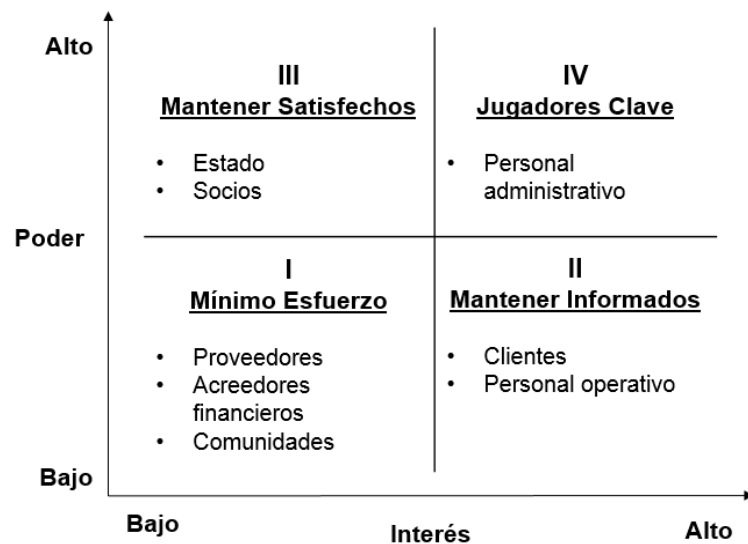 Alto
III
Mantener Satisfechos
• Estado
• Socios
IV
Jugadores Clave
• Personal
administrativo
Poder
I
Mínimo Esfuerzo
• Proveedores
• Acreedores
financieros
• Comunidades
II
Mantener Informados
• Clientes
• Personal operativo
Bajo
Bajo
Interés
Alto